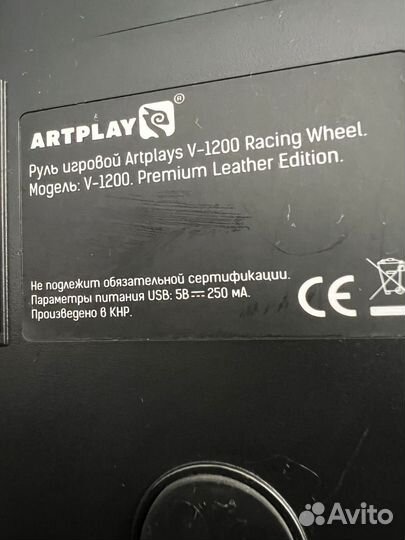 ARTPLAYS®
Руль игровой Artplays V-1200 Racing Wheel.
Модель: V-1200. Premium Leather Edition.
Не подлежит обязательной сертификации.
Параметры питания USB: 5В⎓250 мА.
Произведено в КНР.
CE
Avito